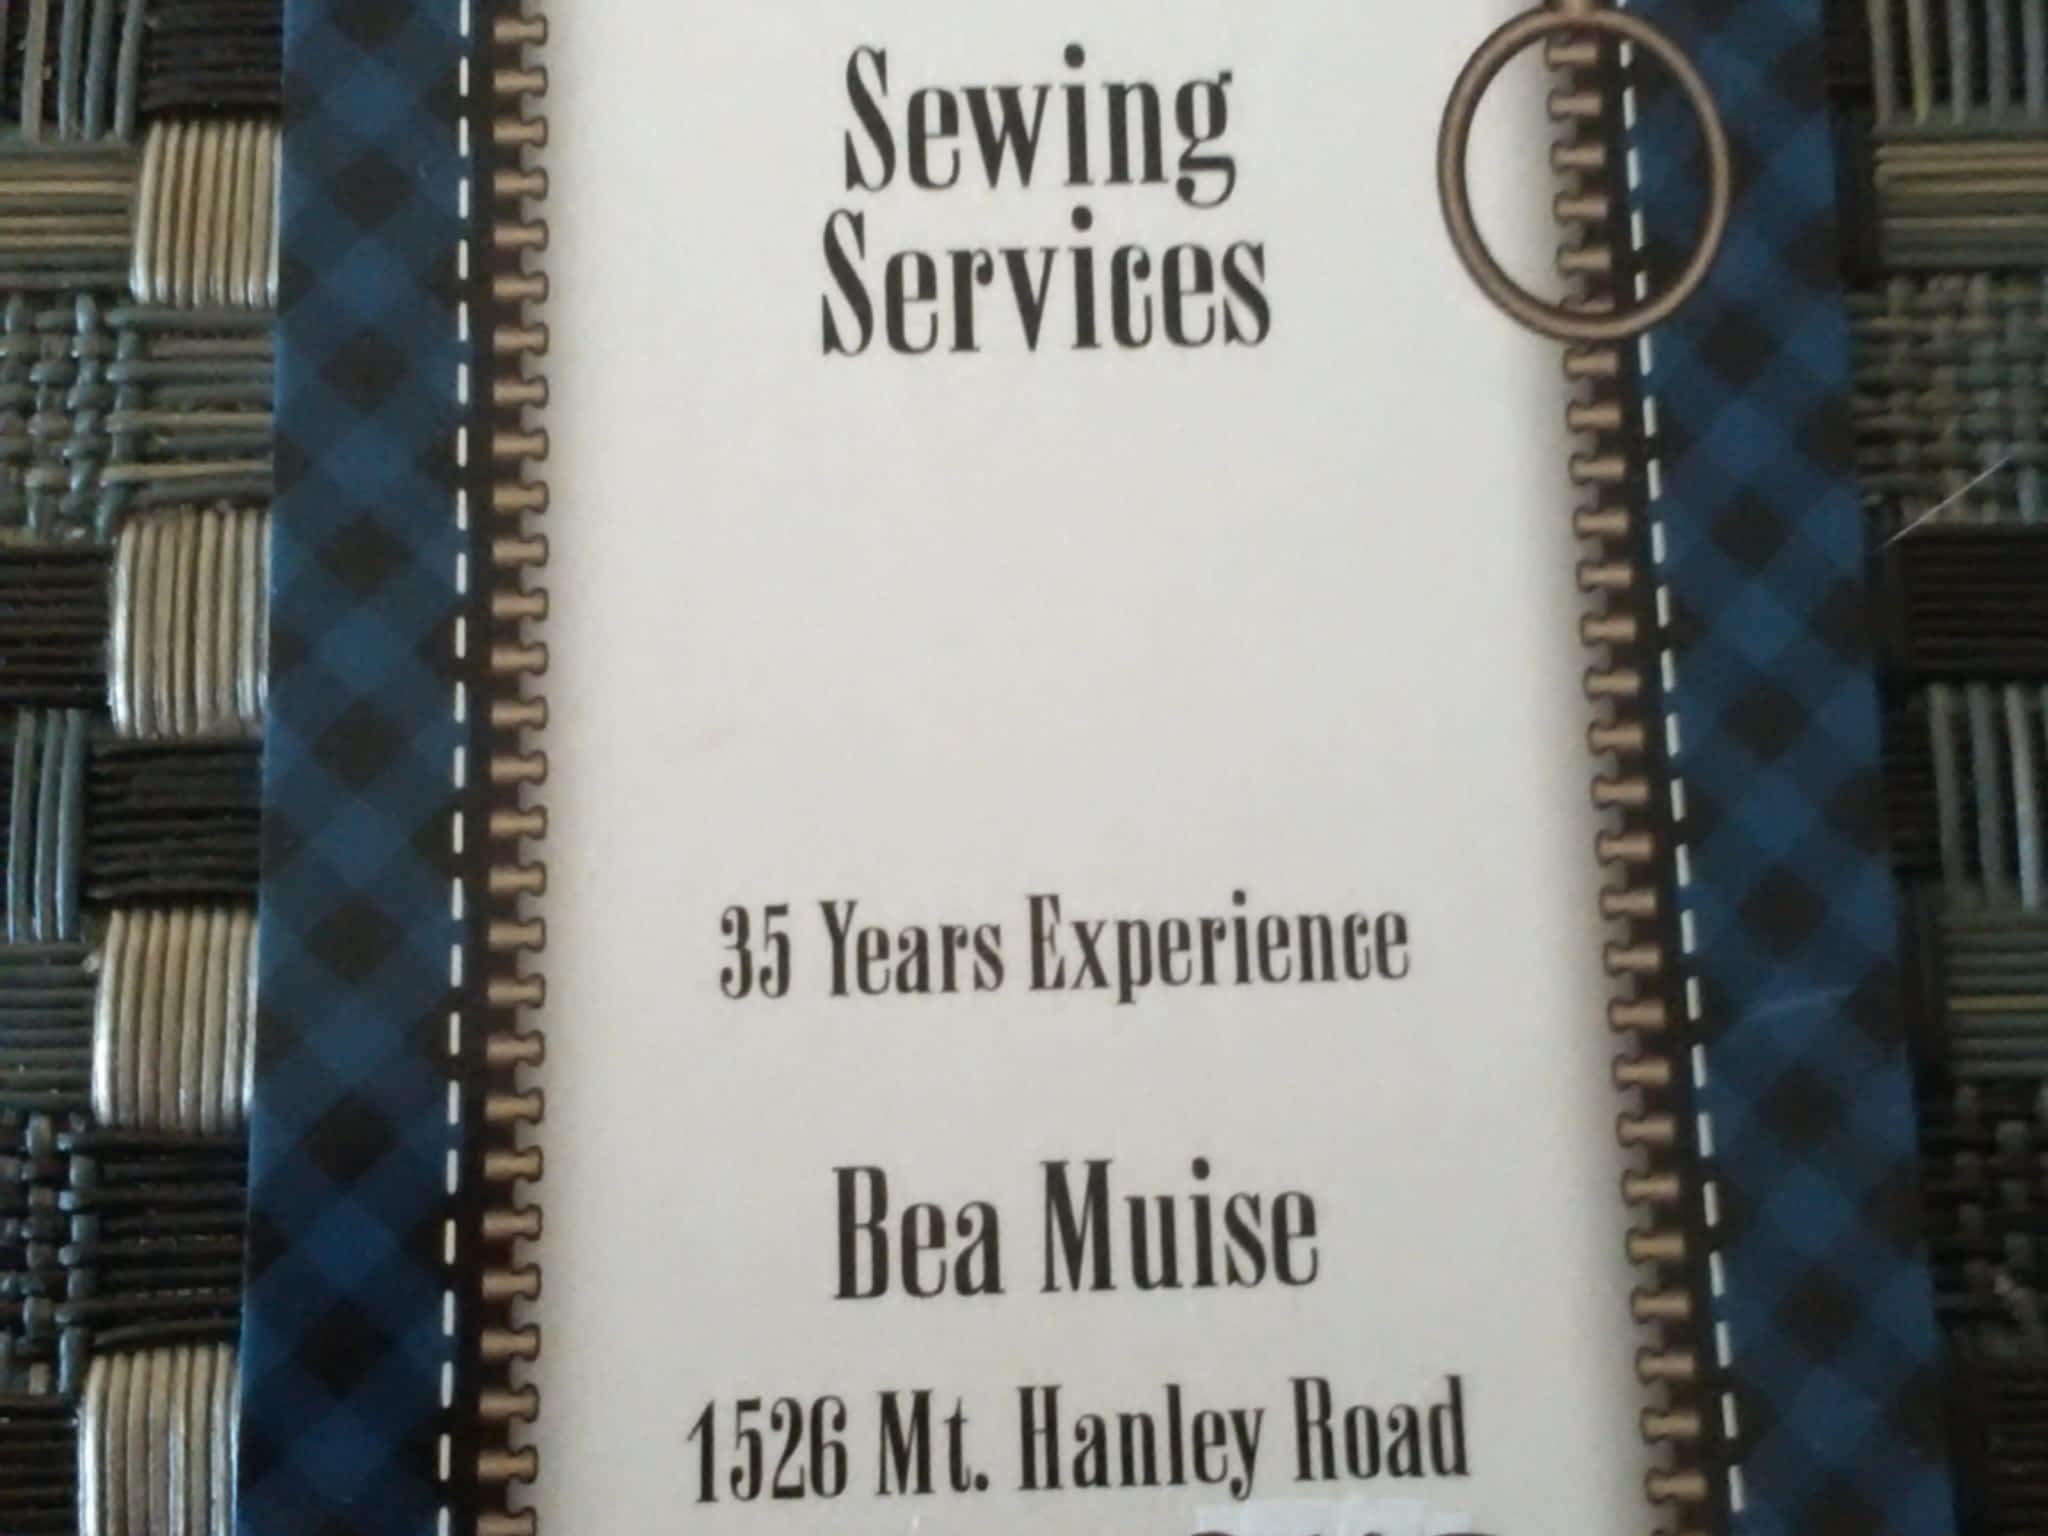 Sewing
Services
35 Years Experience
Bea Muise
1526 Mt. Hanley Road